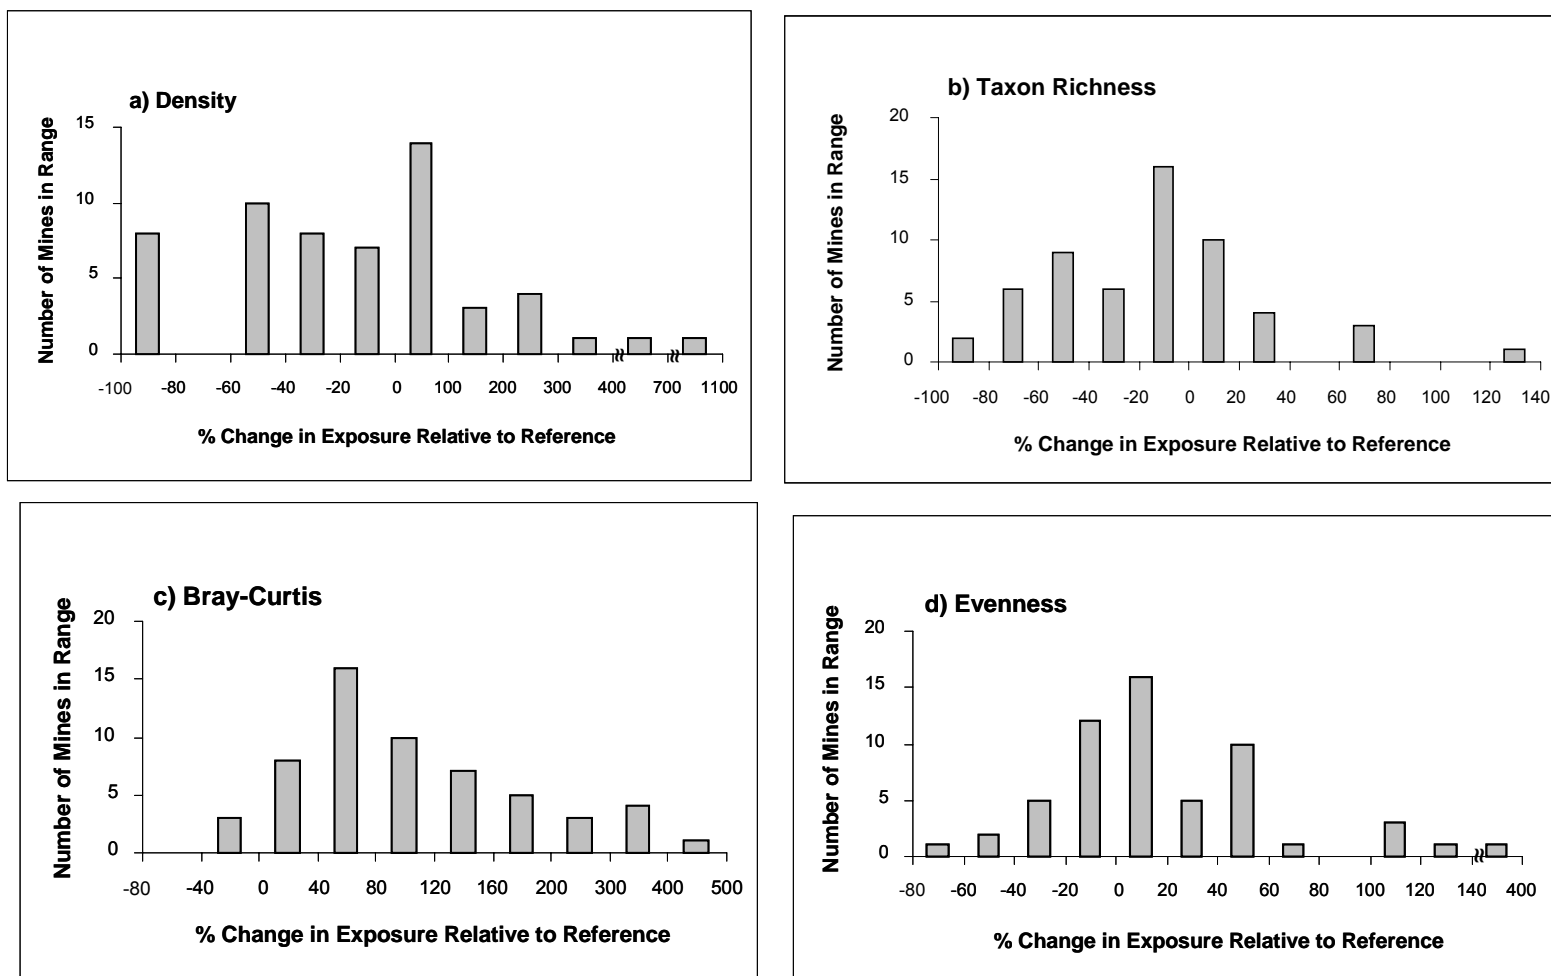 a) Density
Number of Mines in Range
15
10
5
0
-100 -80 -60 -40 -20 0 100 200 300 400 700 1100
% Change in Exposure Relative to Reference
b) Taxon Richness
Number of Mines in Range
20
15
10
5
0
-100 -80 -60 -40 -20 0 20 40 60 80 100 120 140
% Change in Exposure Relative to Reference
c) Bray-Curtis
Number of Mines in Range
20
15
10
5
0
-80 -40 0 40 80 120 160 200 300 400 500
% Change in Exposure Relative to Reference
d) Evenness
Number of Mines in Range
20
15
10
5
0
-80 -60 -40 -20 0 20 40 60 80 100 120 140 400
% Change in Exposure Relative to Reference